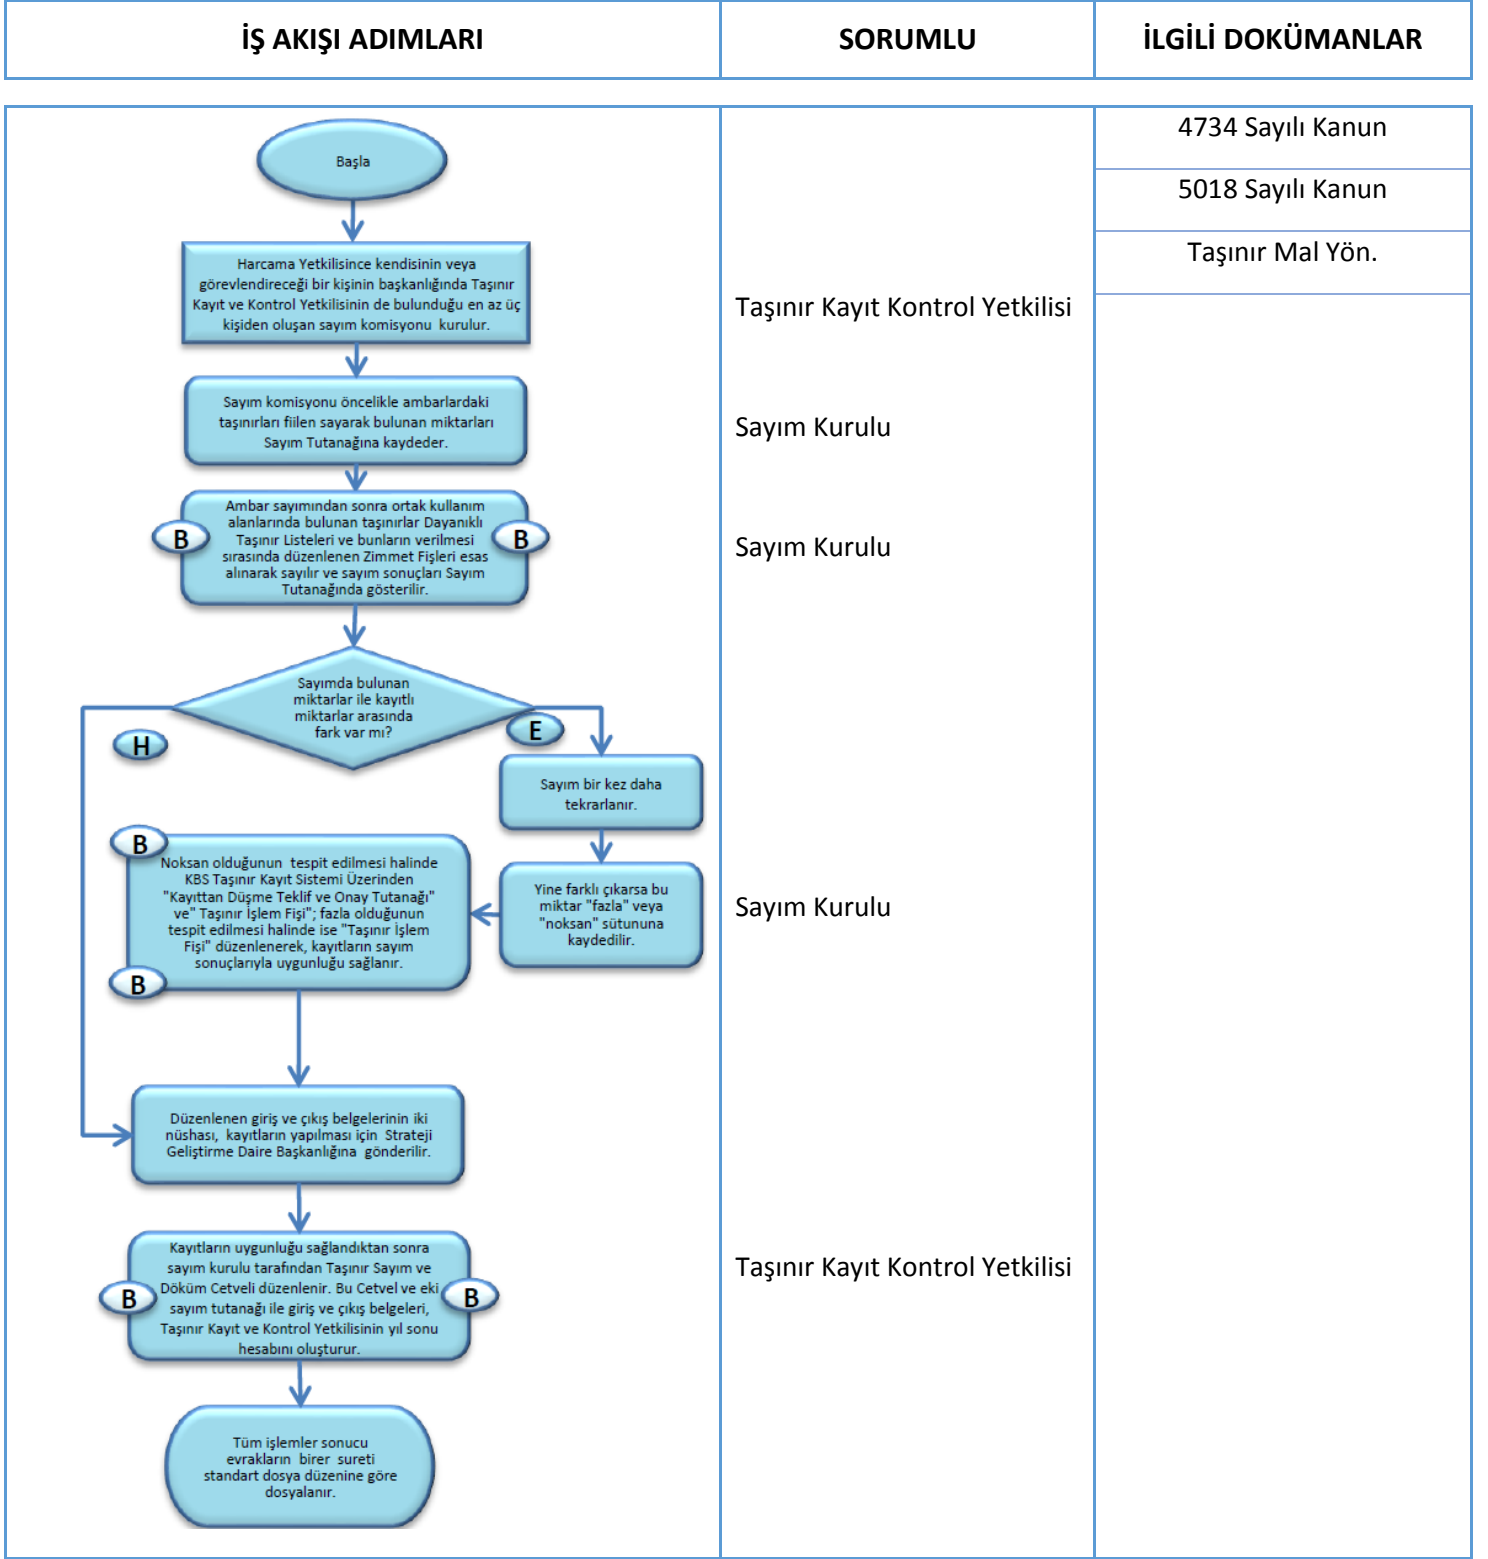 İŞ AKIŞI ADIMLARI
SORUMLU
İLGİLİ DOKÜMANLAR
Başla
Harcama Yetkilisince kendisinin veya
görevlendireceği bir kişinin başkanlığında Taşınır
Kayıt ve Kontrol Yetkilisinin de bulunduğu en az üç
kişiden oluşan sayım komisyonu kurulur.
Sayım komisyonu öncelikle ambarlardaki
taşınırları fiilen sayarak bulunan miktarları
Sayım Tutanağına kaydeder.
Ambar sayımından sonra ortak kullanım
alanlarında bulunan taşınırlar Dayanıklı
Taşınır Listeleri ve bunların verilmesi
sırasında düzenlenen Zimmet Fişleri esas
alınarak sayılır ve sayım sonuçları Sayım
Tutanağında gösterilir.
B
B
Sayımda bulunan
miktarlar ile kayıtlı
miktarlar arasında
fark var mı?
H
E
Sayım bir kez daha
tekrarlanır.
Yine farklı çıkarsa bu
miktar "fazla" veya
"noksan" sütununa
kaydedilir.
B
Noksan olduğunun tespit edilmesi halinde
KBS Taşınır Kayıt Sistemi Üzerinden
"Kayıttan Düşme Teklif ve Onay Tutanağı"
ve" Taşınır İşlem Fişi"; fazla olduğunun
tespit edilmesi halinde ise "Taşınır İşlem
Fişi" düzenlenerek, kayıtların sayım
sonuçlarıyla uygunluğu sağlanır.
B
Düzenlenen giriş ve çıkış belgelerinin iki
nüshası, kayıtların yapılması için Strateji
Geliştirme Daire Başkanlığına gönderilir.
Kayıtların uygunluğu sağlandıktan sonra
sayım kurulu tarafından Taşınır Sayım ve
Döküm Cetveli düzenlenir. Bu Cetvel ve eki
sayım tutanağı ile giriş ve çıkış belgeleri,
Taşınır Kayıt ve Kontrol Yetkilisinin yıl sonu
hesabını oluşturur.
B
B
Tüm işlemler sonucu
evrakların birer sureti
standart dosya düzenine göre
dosyalanır.
Taşınır Kayıt Kontrol Yetkilisi
Sayım Kurulu
Sayım Kurulu
Sayım Kurulu
Taşınır Kayıt Kontrol Yetkilisi
4734 Sayılı Kanun
5018 Sayılı Kanun
Taşınır Mal Yön.